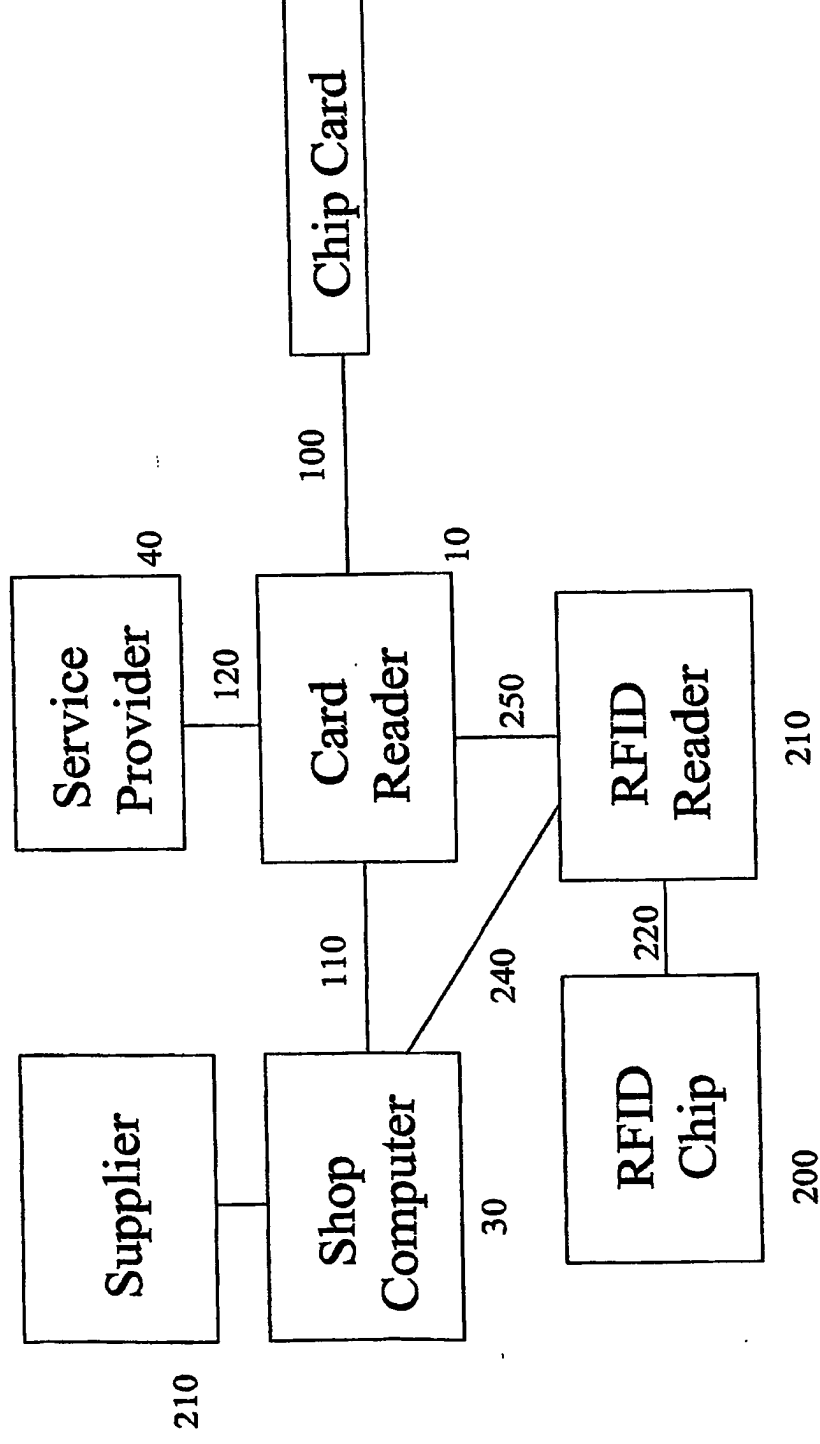 Supplier
210
Service
Provider
40
120
Shop
Computer
30
110
Card
Reader
10
100
Chip Card
240
250
RFID
Chip
200
220
RFID
Reader
210